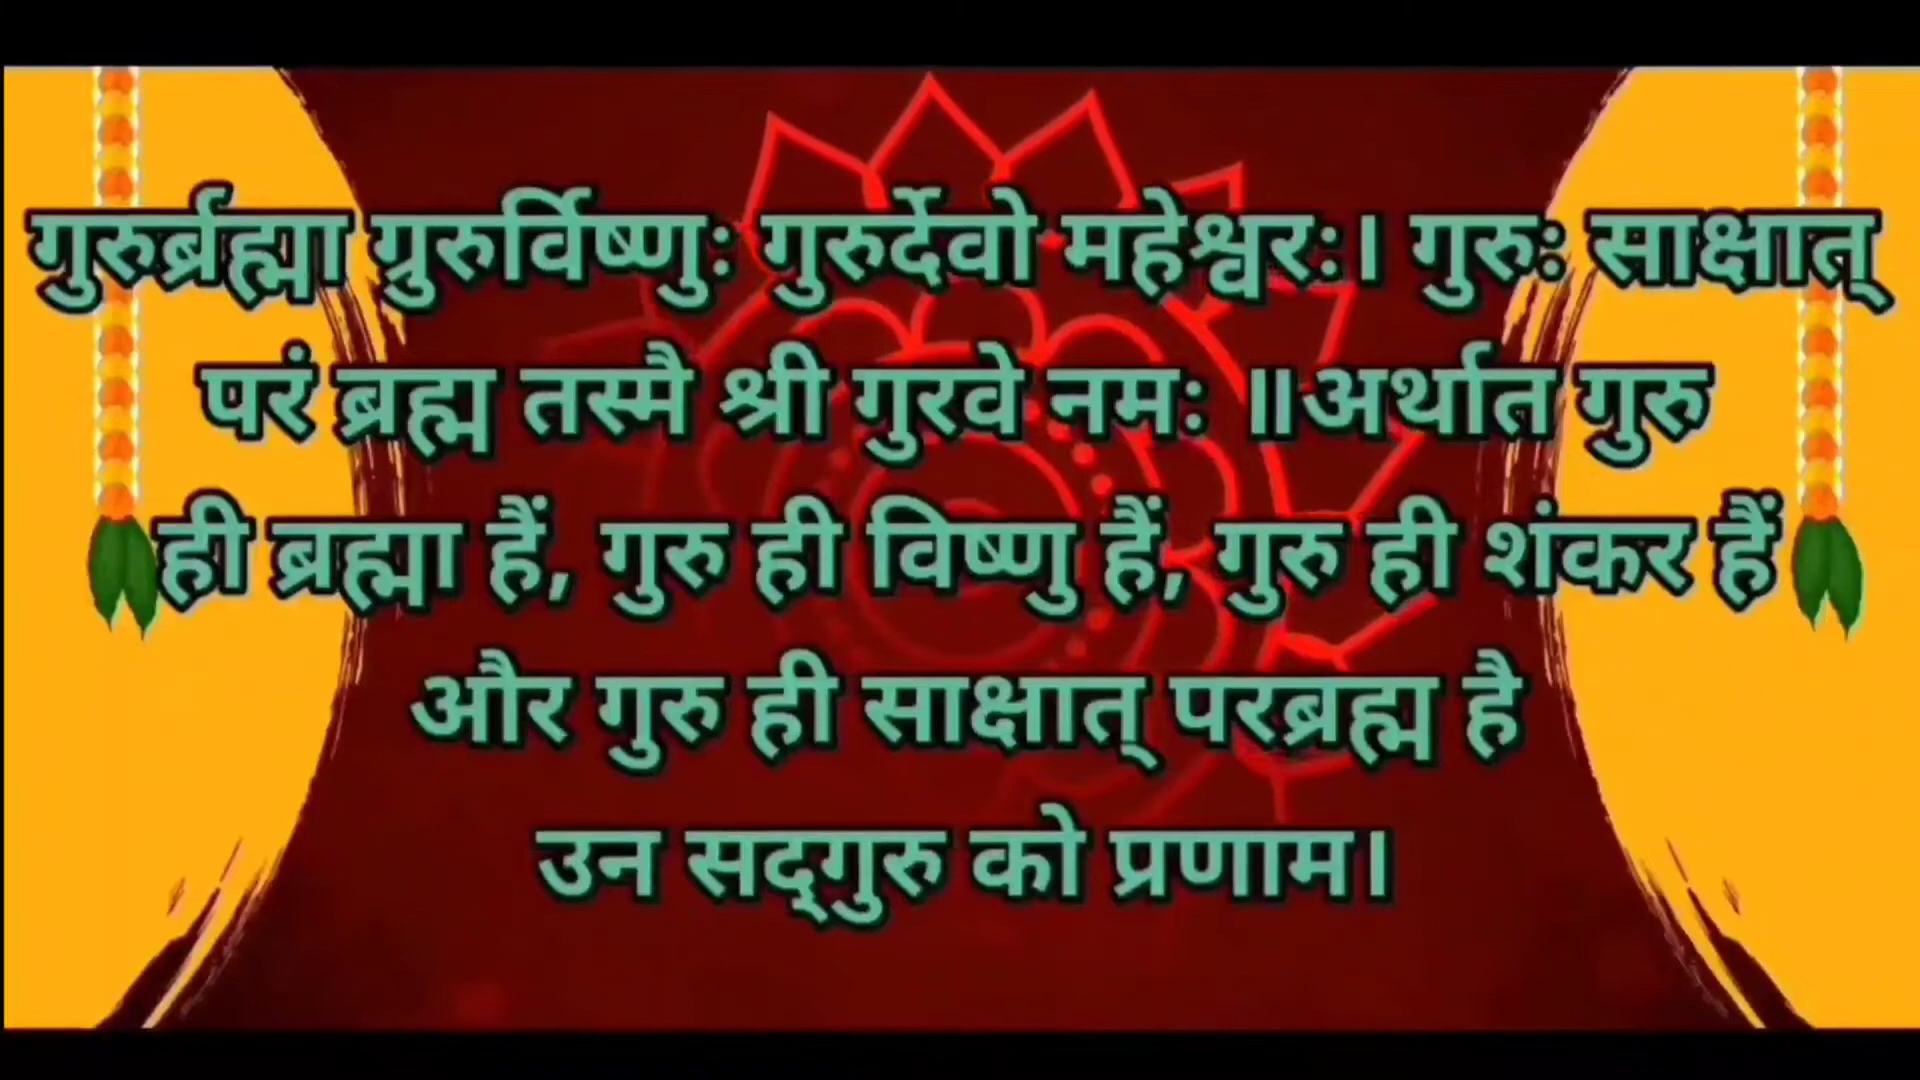 गुरुर्ब्रह्मा ग्रुरुर्विष्णुः गुरुर्देवो महेश्वरः। गुरुः साक्षात्
परं ब्रह्म तस्मै श्री गुरवे नमः ॥अर्थात गुरु
ही ब्रह्मा हैं, गुरु ही विष्णु हैं, गुरु ही शंकर हैं
और गुरु ही साक्षात् परब्रह्म है
उन सद्गुरु को प्रणाम।